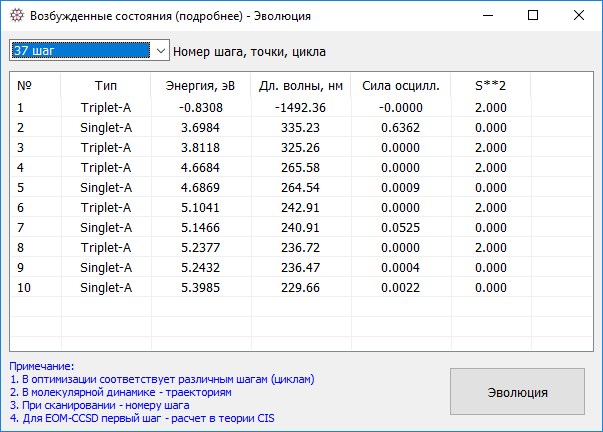 Возбужденные состояния (подробнее) - Эволюция
37 шаг Номер шага, точки, цикла
№ Тип Энергия, эВ Дл. волны, нм Сила осцилл. S**2
1 Triplet-A -0.8308 -1492.36 -0.0000 2.000
2 Singlet-A 3.6984 335.23 0.6362 0.000
3 Triplet-A 3.8118 325.26 0.0000 2.000
4 Triplet-A 4.6684 265.58 0.0000 2.000
5 Singlet-A 4.6869 264.54 0.0009 0.000
6 Triplet-A 5.1041 242.91 0.0000 2.000
7 Singlet-A 5.1466 240.91 0.0525 0.000
8 Triplet-A 5.2377 236.72 0.0000 2.000
9 Singlet-A 5.2432 236.47 0.0004 0.000
10 Singlet-A 5.3985 229.66 0.0022 0.000
Примечание:
1. В оптимизации соответствует различным шагам (циклам)
2. В молекулярной динамике - траекториям
3. При сканировании - номеру шага
4. Для EOM-CCSD первый шаг - расчет в теории CIS
Эволюция